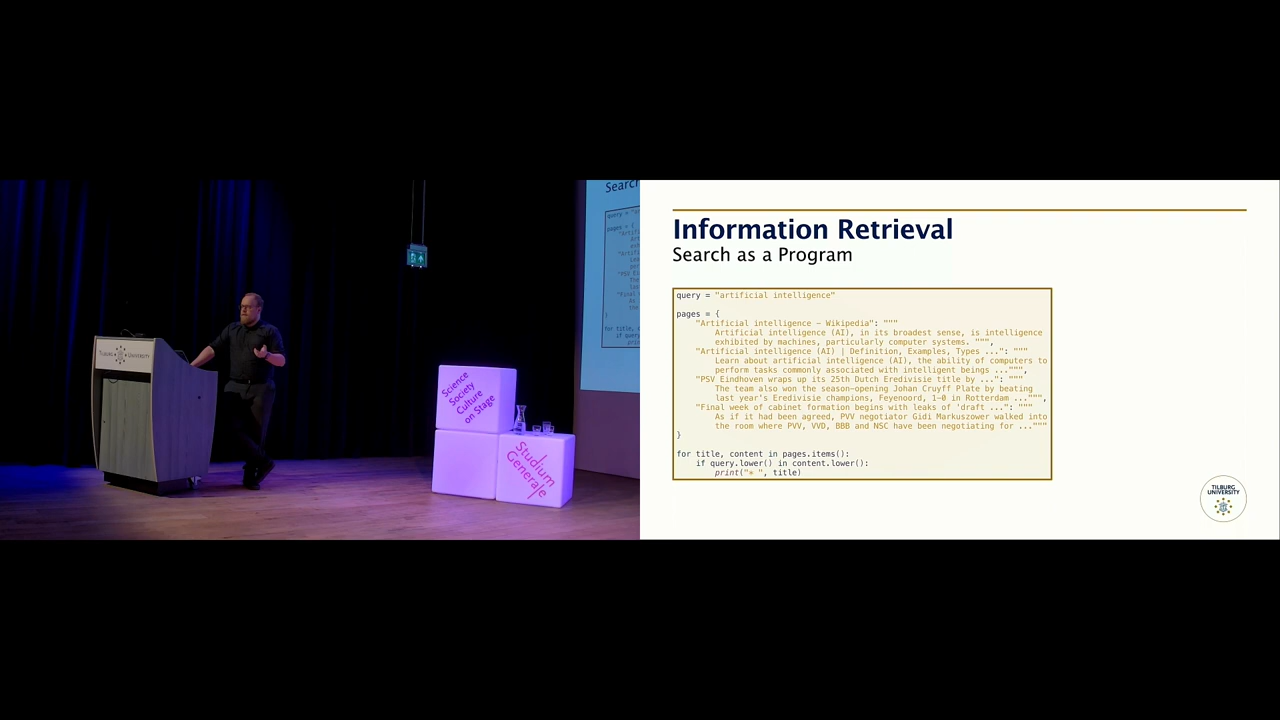 TILBURG UNIVERSITY
Science
Society
Culture
on Stage
Studium
Generale
Search
query =
pages = {
Information Retrieval
Search as a Program
query = "artificial intelligence"
pages = {
"Artificial intelligence – Wikipedia": """
Artificial intelligence (AI), in its broadest sense, is intelligence
exhibited by machines, particularly computer systems. """,
"Artificial intelligence (AI) | Definition, Examples, Types ...": """
Learn about artificial intelligence (AI), the ability of computers to
perform tasks commonly associated with intelligent beings ...""",
"PSV Eindhoven wraps up its 25th Dutch Eredivisie title by ...": """
The team also won the season-opening Johan Cruyff Plate by beating
last year's Eredivisie champions, Feyenoord, 1–0 in Rotterdam ...""",
"Final week of cabinet formation begins with leaks of 'draft ...": """
As if it had been agreed, PVV negotiator Gidi Markuszower walked into
the room where PVV, VVD, BBB and NSC have been negotiating for ..."""
}
for title, content in pages.items():
if query.lower() in content.lower():
print("* ", title)
TILBURG
UNIVERSITY